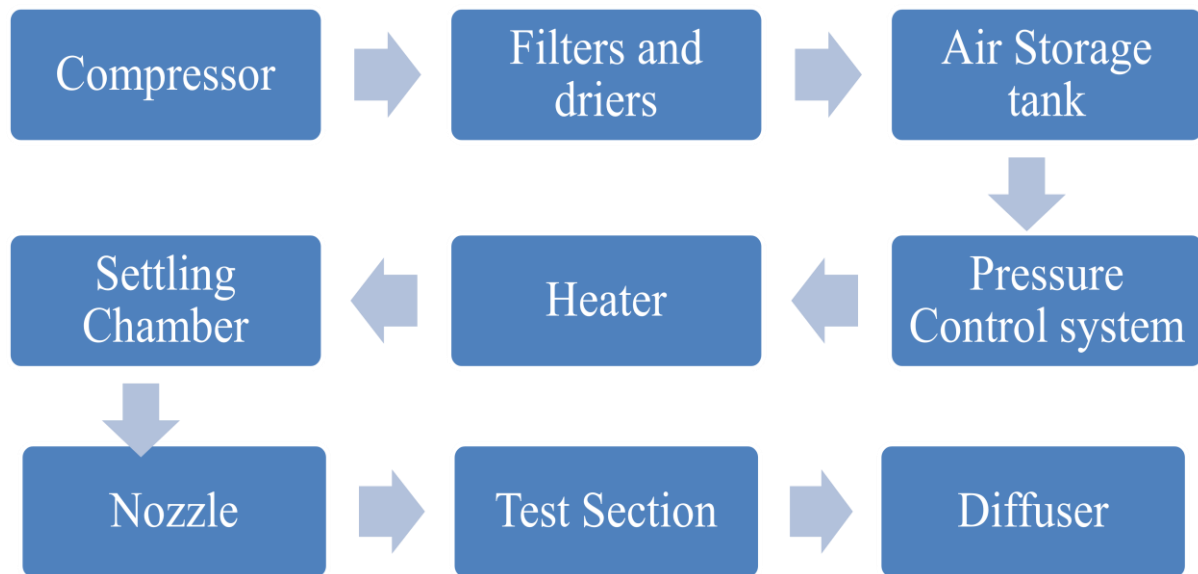 Compressor
Filters and
driers
Air Storage
tank
Pressure
Control system
Heater
Settling
Chamber
Nozzle
Test Section
Diffuser